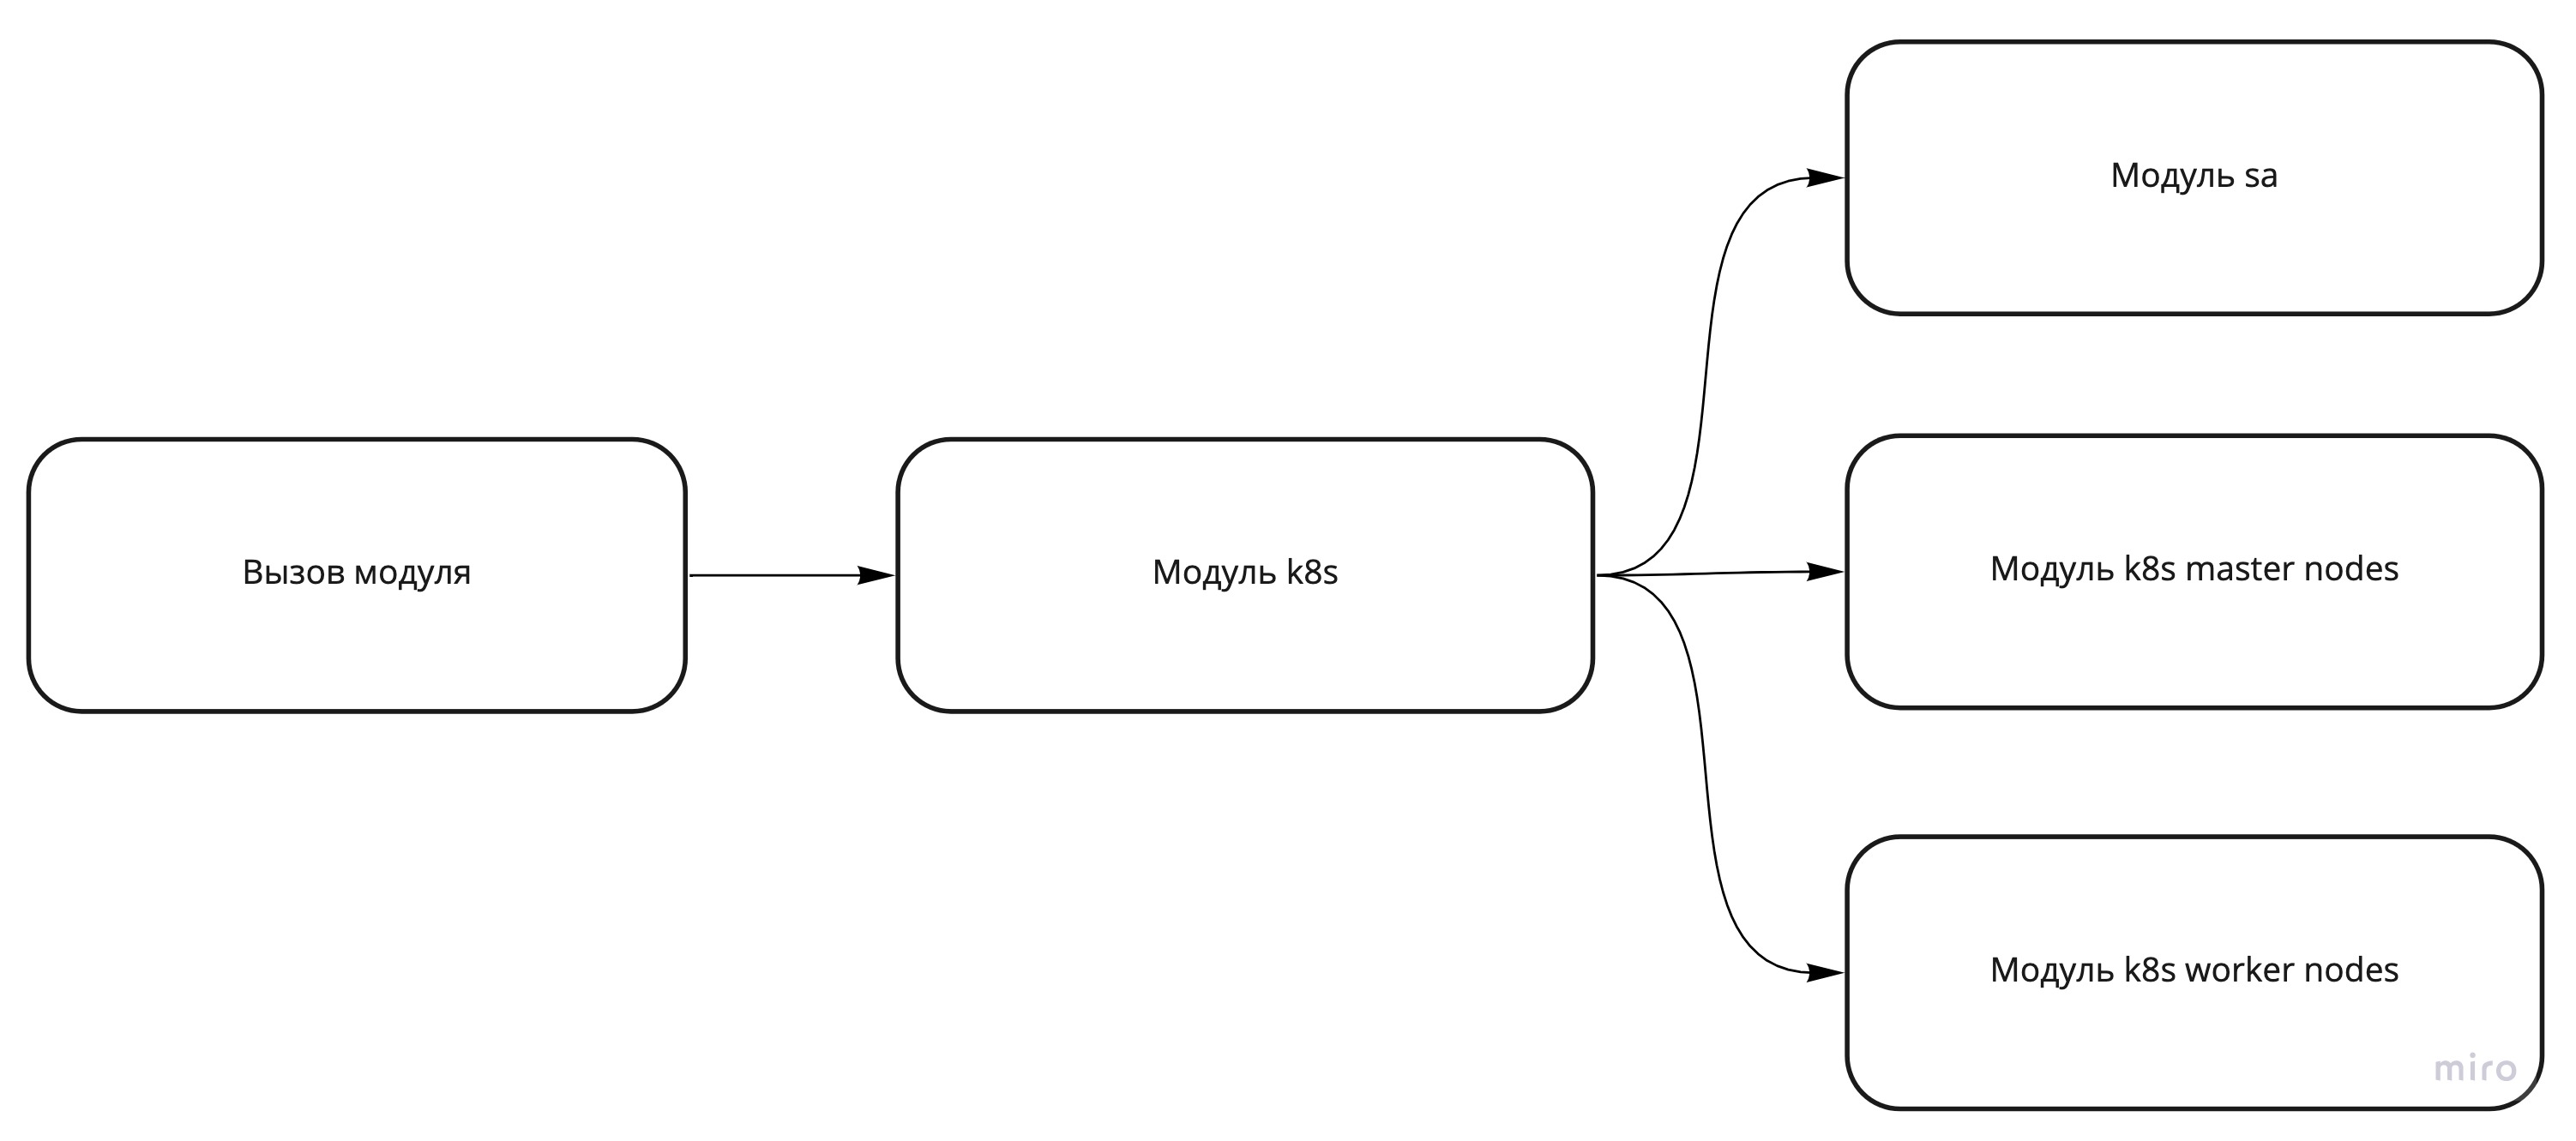 Вызов модуля
Модуль k8s
Модуль sa
Модуль k8s master nodes
Модуль k8s worker nodes
miro